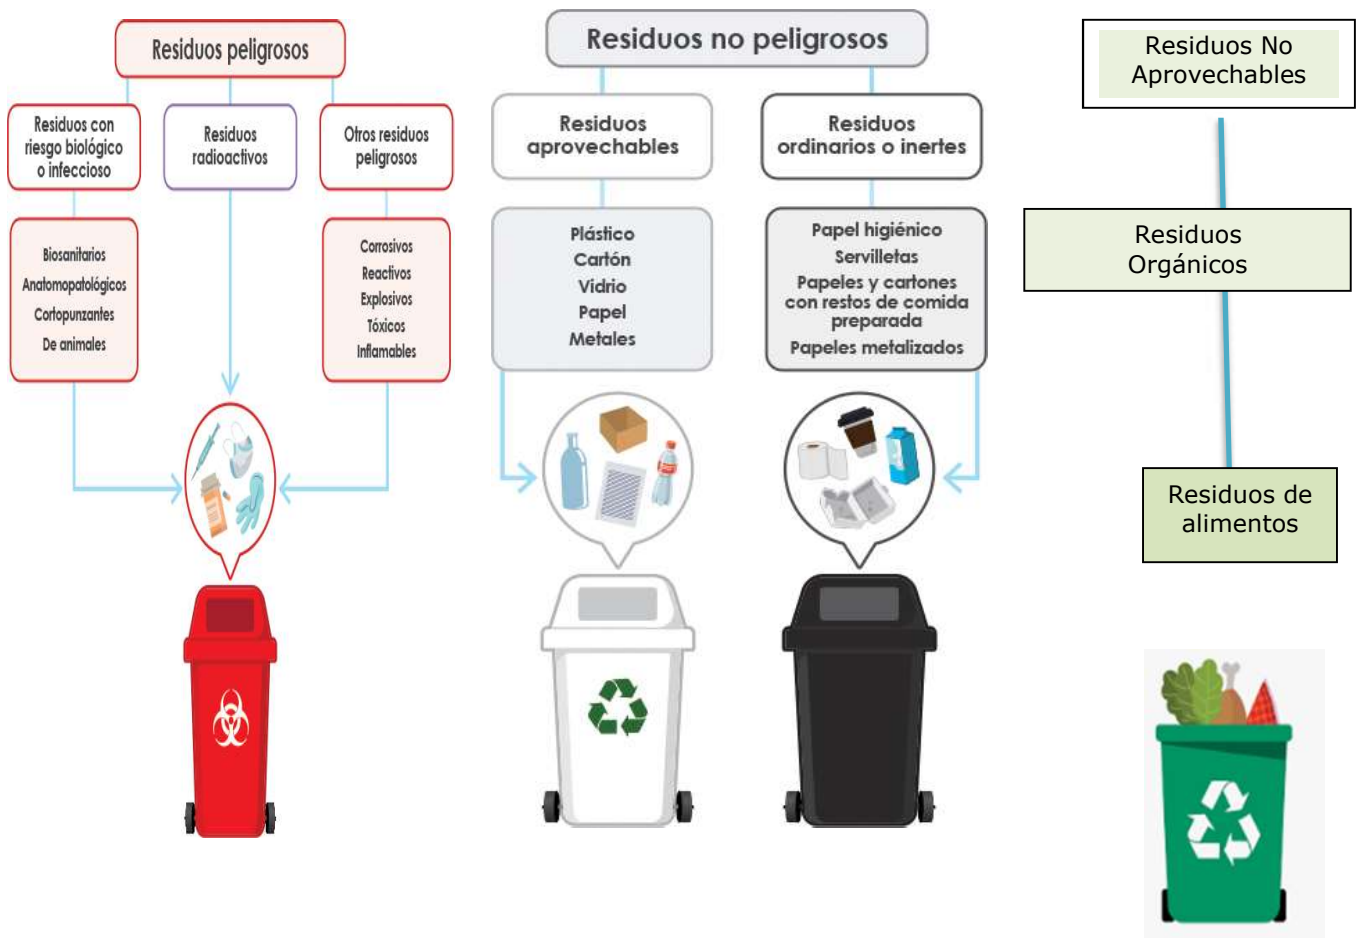 Residuos peligrosos
Residuos con
riesgo biológico
o infeccioso
Residuos
radioactivos
Otros residuos
peligrosos
Biosanitarios
Anatomopatológicos
Cortopunzantes
De animales
Corrosivos
Reactivos
Explosivos
Tóxicos
Inflamables
Residuos no peligrosos
Residuos
aprovechables
Residuos
ordinarios o inertes
Plástico
Cartón
Vidrio
Papel
Metales
Papel higiénico
Servilletas
Papeles y cartones
con restos de comida
preparada
Papeles metalizados
Residuos No
Aprovechables
Residuos
Orgánicos
Residuos de
alimentos